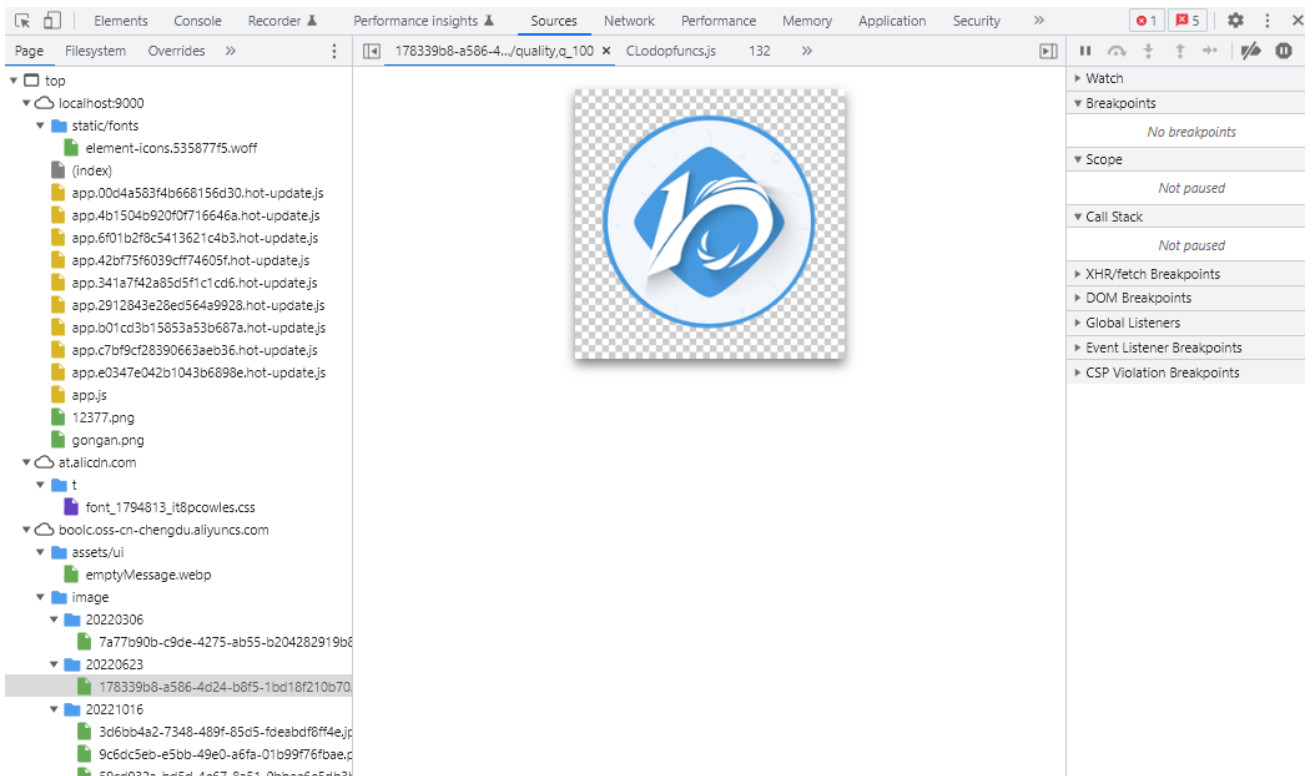 Elements Console Recorder Performance insights Sources Network Performance Memory Application Security » 1 5
Page Filesystem Overrides » 178339b8-a586-4.../quality,q_100 × CLodopfuncs.js 132 »
top
localhost:9000
static/fonts
element-icons.535877f5.woff
(index)
app.00d4a583f4b668156d30.hot-update.js
app.4b1504b920f0f716646a.hot-update.js
app.6f01b2f8c5413621c4b3.hot-update.js
app.42bf75f6039cff74605f.hot-update.js
app.341a7f42a85d5f1c1cd6.hot-update.js
app.2912843e28ed564a9928.hot-update.js
app.b01cd3b15853a53b687a.hot-update.js
app.c7bf9cf28390663aeb36.hot-update.js
app.e0347e042b1043b6898e.hot-update.js
app.js
12377.png
gongan.png
at.alicdn.com
t
font_1794813_it8pcowles.css
boolc.oss-cn-chengdu.aliyuncs.com
assets/ui
emptyMessage.webp
image
20220306
7a77b90b-c9de-4275-ab55-b204282919b8
20220623
178339b8-a586-4d24-b8f5-1bd18f210b70.
20221016
3d6bb4a2-7348-489f-85d5-fdeabdf8ff4e.jp
9c6dc5eb-e5bb-49e0-a6fa-01b99f76fbae.p
Watch
Breakpoints
No breakpoints
Scope
Not paused
Call Stack
Not paused
XHR/fetch Breakpoints
DOM Breakpoints
Global Listeners
Event Listener Breakpoints
CSP Violation Breakpoints